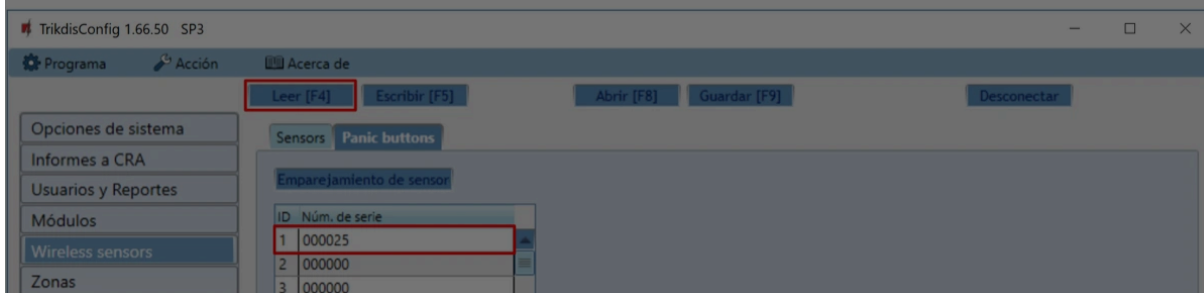 TrikdisConfig 1.66.50 SP3
Programa Acción Acerca de
Leer [F4] Escribir [F5] Abrir [F8] Guardar [F9] Desconectar
Opciones de sistema
Informes a CRA
Usuarios y Reportes
Módulos
Wireless sensors
Zonas
Sensors Panic buttons
Emparejamiento de sensor
ID Núm. de serie
1 000025
2 000000
3 000000